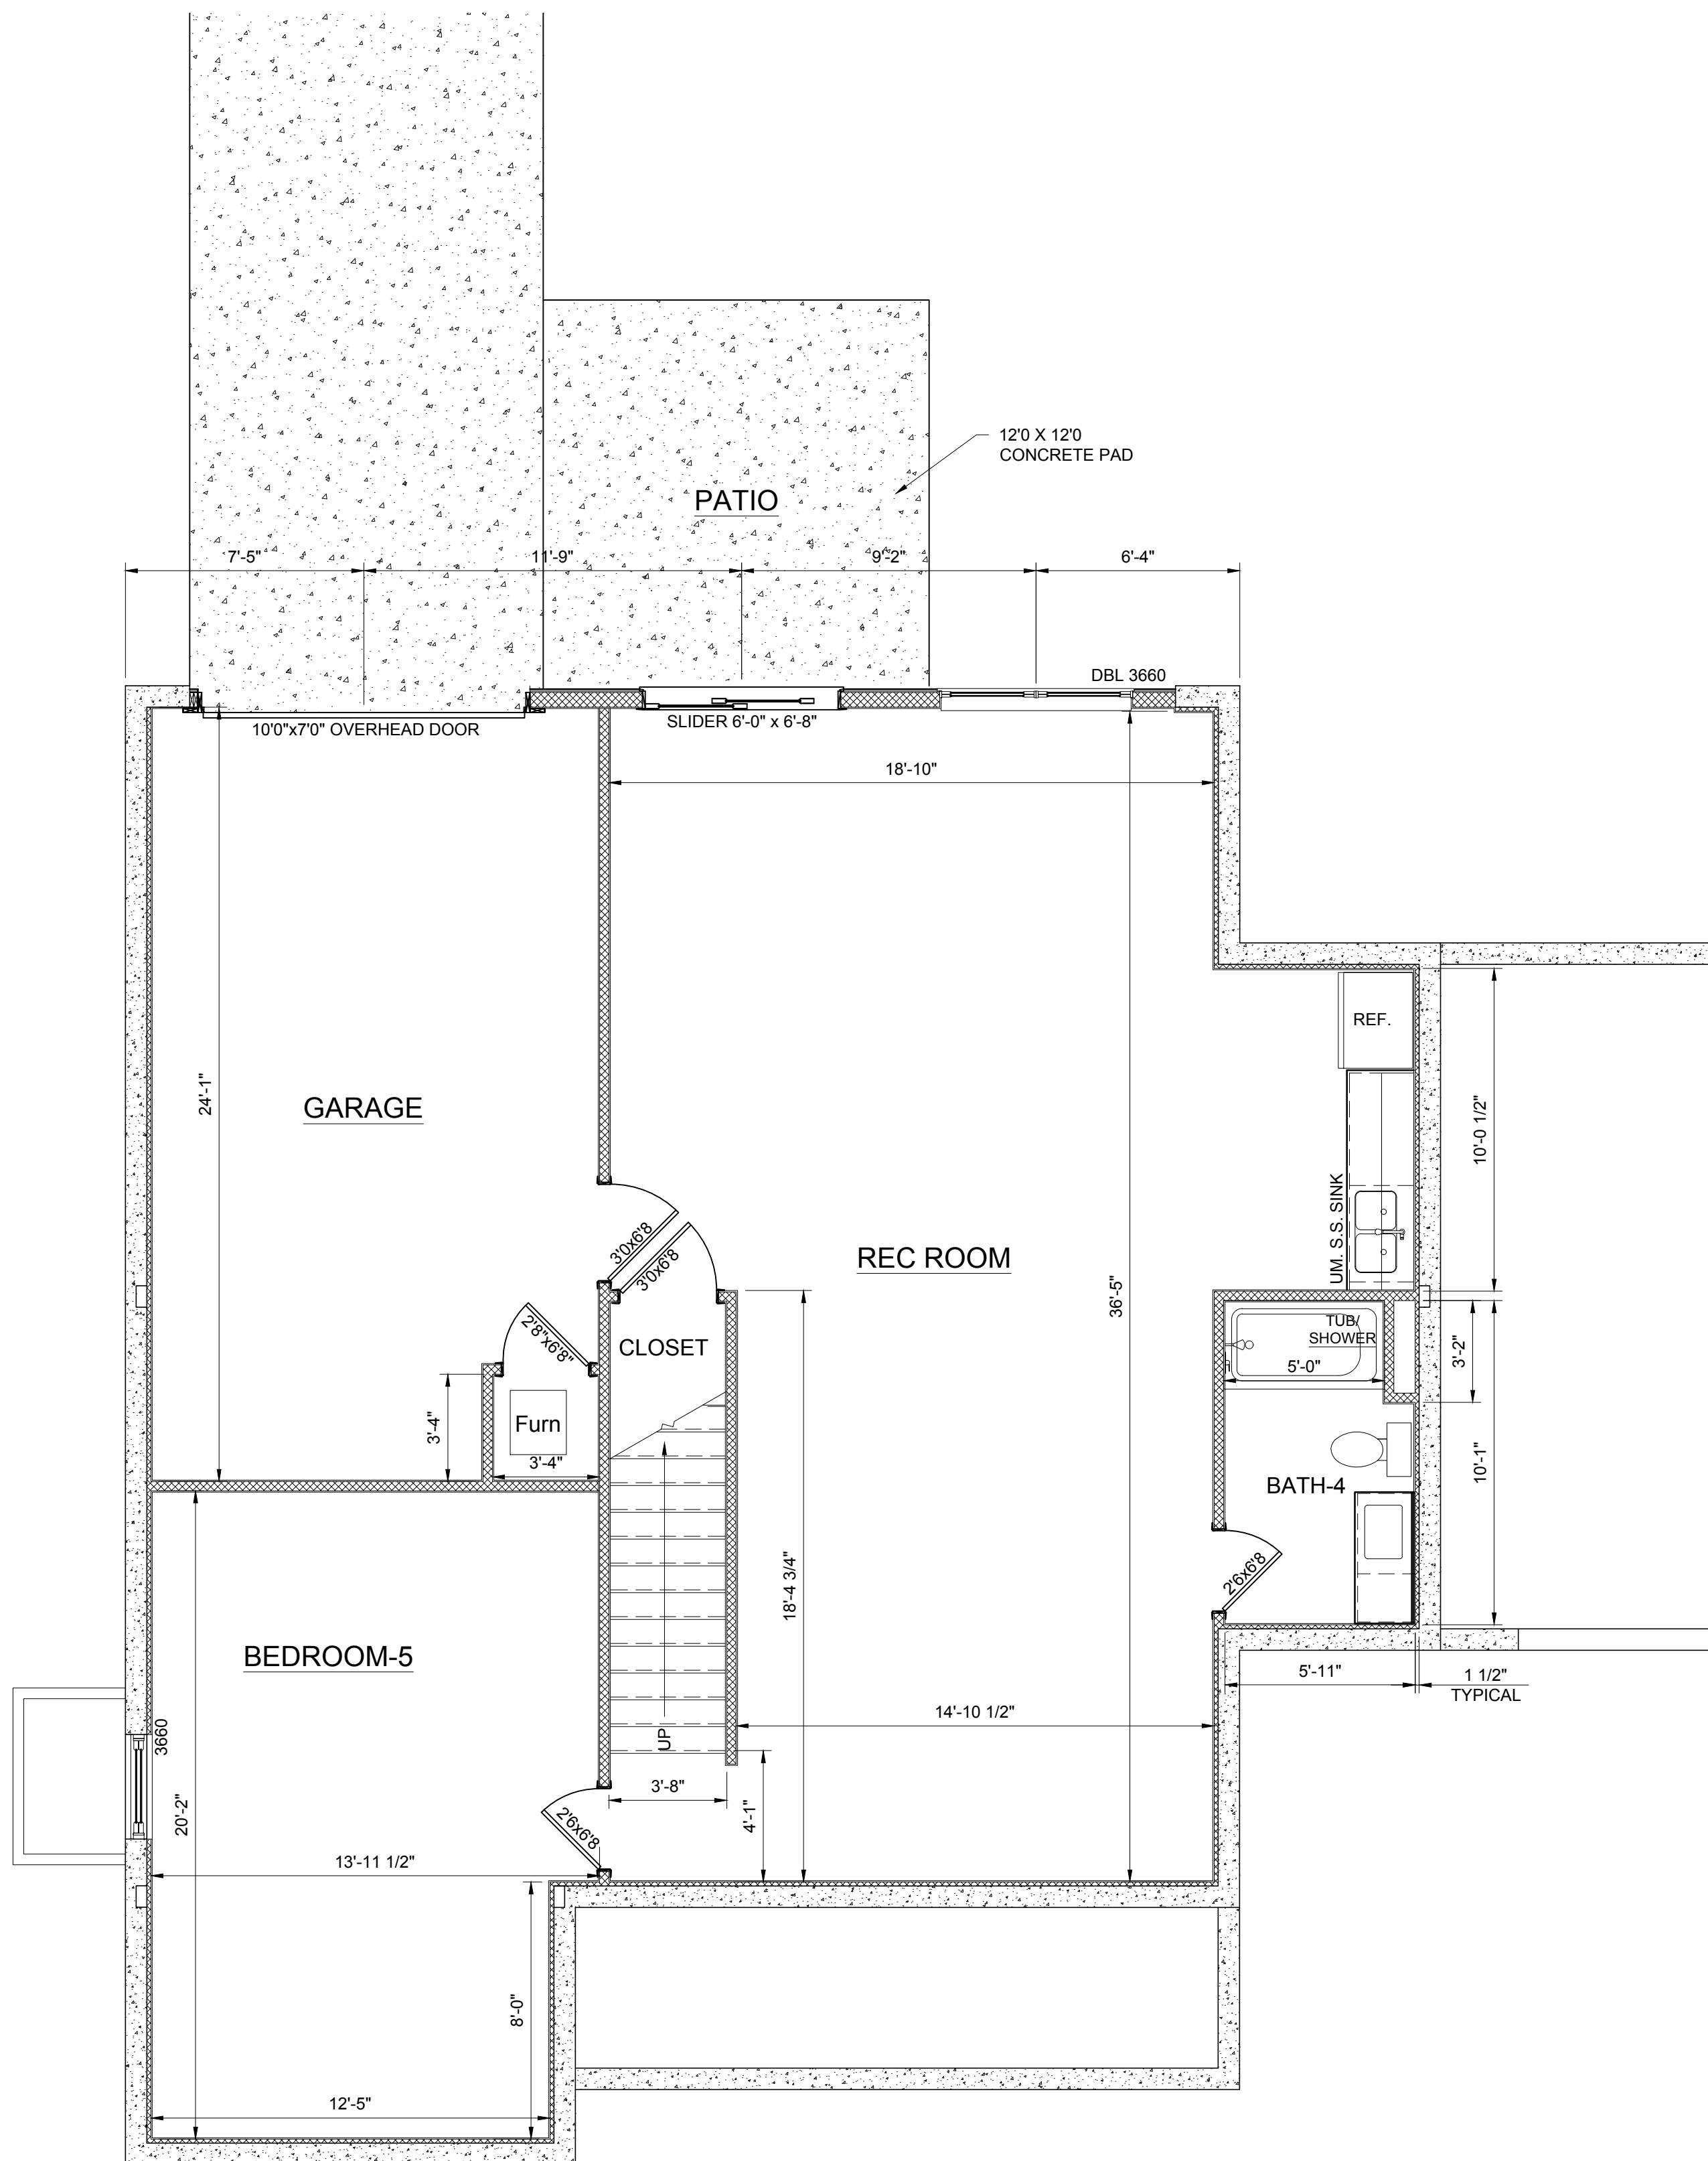 12'0 X 12'0
CONCRETE PAD
PATIO
7'-5"
11'-9"
9'-2"
6'-4"
DBL 3660
10'0"x7'0" OVERHEAD DOOR
SLIDER 6'-0" x 6'-8"
18'-10"
REF.
24'-1"
GARAGE
10'-0 1/2"
UM. S.S. SINK
3'0x6'8
3'0x6'8
REC ROOM
36'-5"
2'8"x6'8"
CLOSET
TUB/
SHOWER
5'-0"
3'-2"
3'-4"
Furn
3'-4"
10'-1"
BATH-4
18'-4 3/4"
2'6x6'8
BEDROOM-5
5'-11"
1 1/2"
TYPICAL
14'-10 1/2"
3660
UP
3'-8"
4'-1"
20'-2"
2'6x6'8
13'-11 1/2"
8'-0"
12'-5"